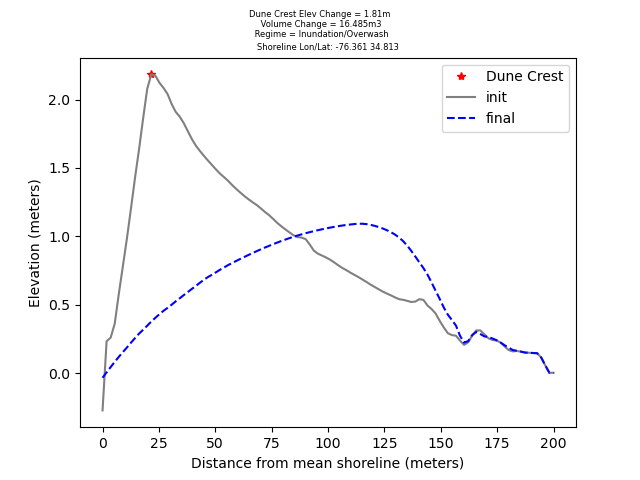 Dune Crest Elev Change = 1.81m
Volume Change = 16.485m3
Regime = Inundation/Overwash
Shoreline Lon/Lat: -76.361 34.813
Dune Crest
init
final
Elevation (meters)
2.0
1.5
1.0
0.5
0.0
0 25 50 75 100 125 150 175 200
Distance from mean shoreline (meters)